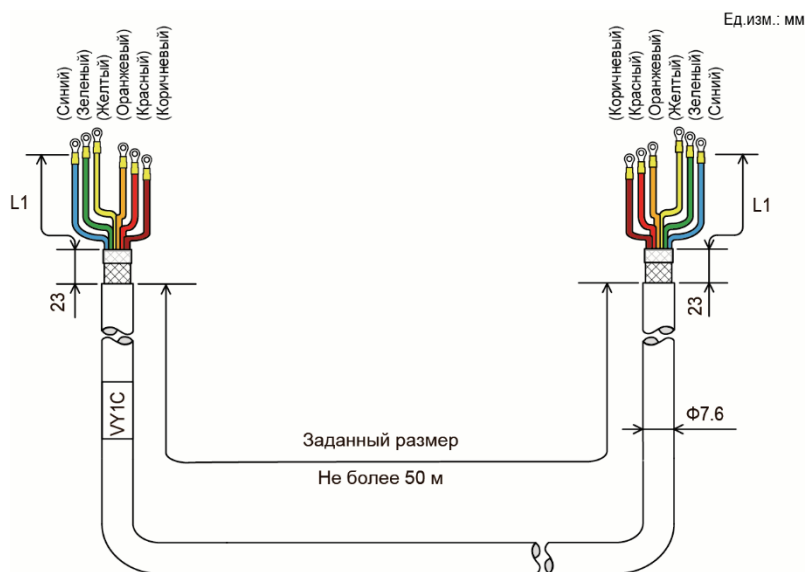 Ед.изм.: мм
(Синий)
(Зеленый)
(Желтый)
(Оранжевый)
(Красный)
(Коричневый)
(Коричневый)
(Красный)
(Оранжевый)
(Желтый)
(Зеленый)
(Синий)
L1
L1
23
23
VY1C
Φ7.6
Заданный размер
Не более 50 м